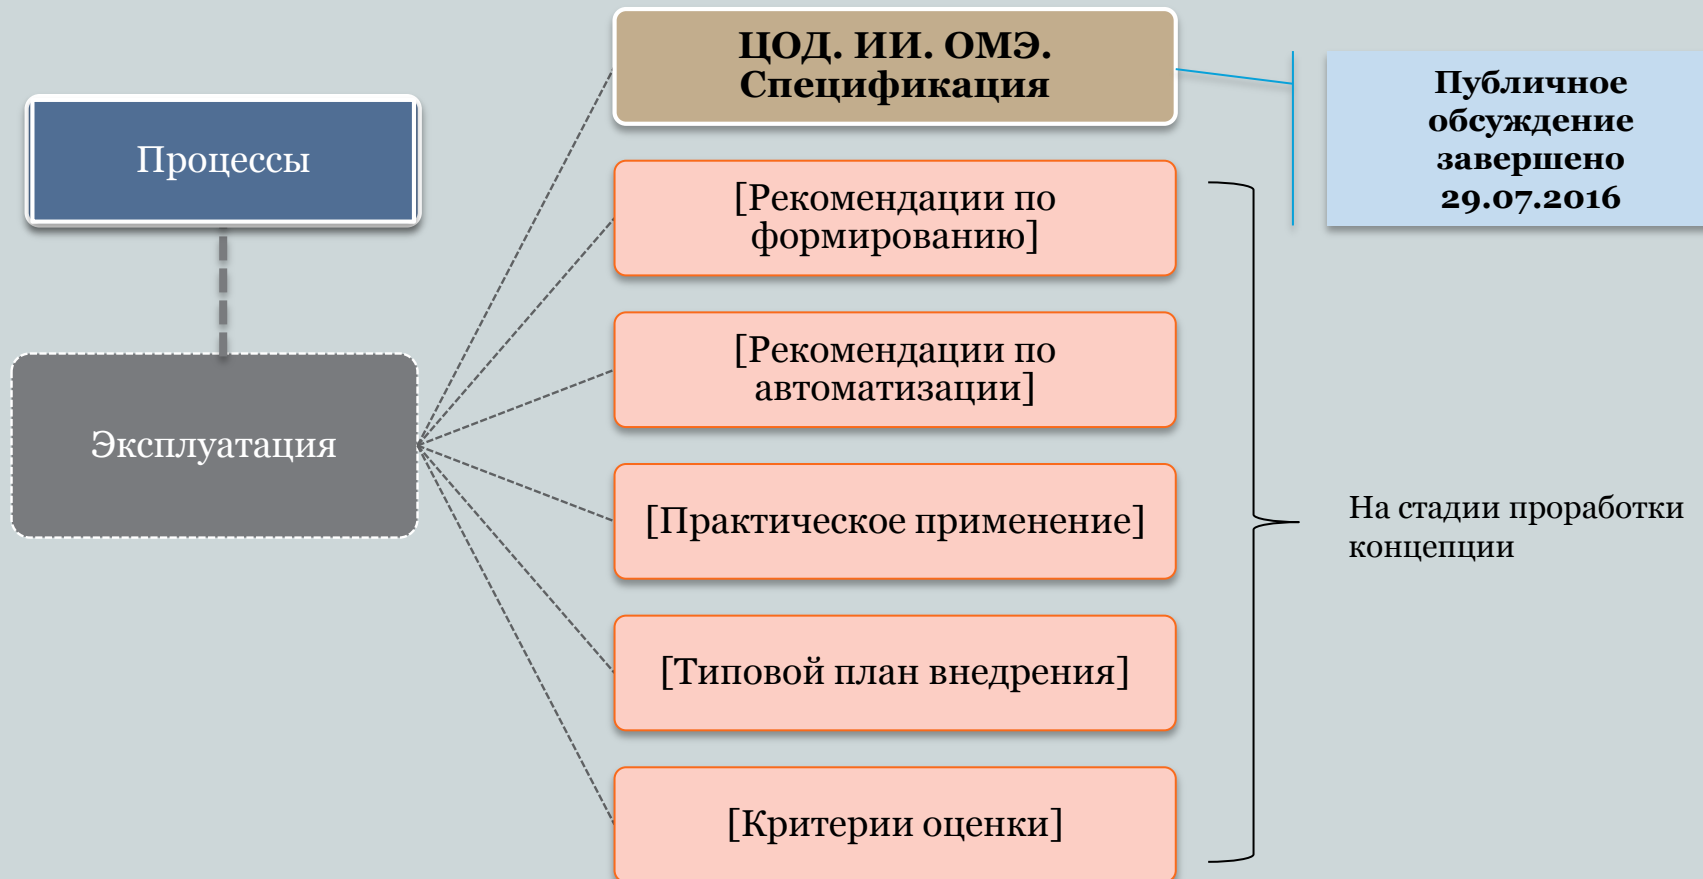 Процессы
Эксплуатация
ЦОД. ИИ. ОМЭ.
Спецификация
[Рекомендации по
формированию]
[Рекомендации по
автоматизации]
[Практическое применение]
[Типовой план внедрения]
[Критерии оценки]
Публичное
обсуждение
завершено
29.07.2016
На стадии проработки
концепции